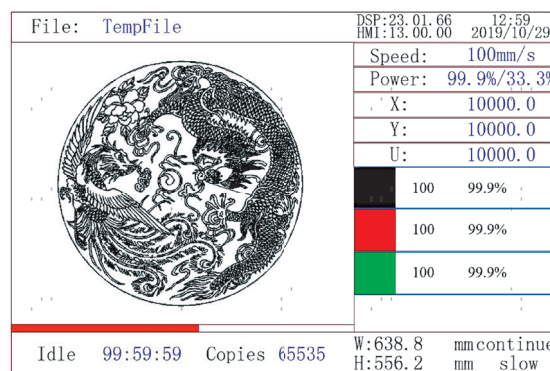 File: TempFile
DSP:23.01.66 12:59
HMI:13.00.00 2019/10/29
Speed: 100mm/s
Power: 99.9%/33.3%
X: 10000.0
Y: 10000.0
U: 10000.0
100 99.9%
100 99.9%
100 99.9%
Idle 99:59:59 Copies 65535
W:638.8 mm continue
H:556.2 mm slow